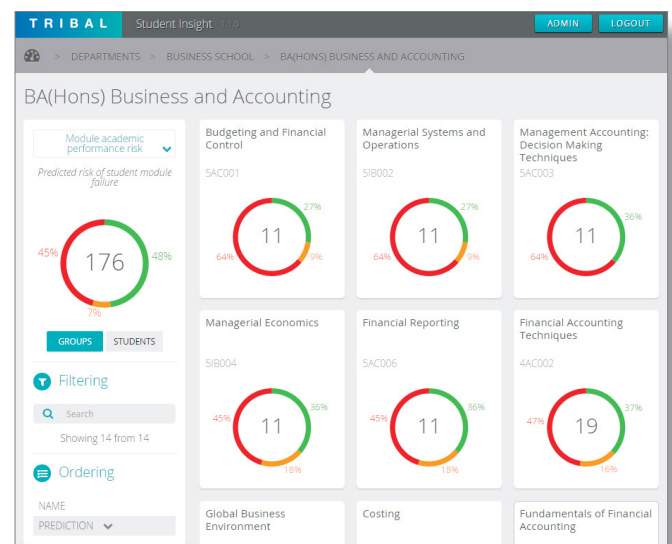 TRIBAL Student Insight 1.1.0 ADMIN LOGOUT
> DEPARTMENTS > BUSINESS SCHOOL > BA(HONS) BUSINESS AND ACCOUNTING
BA(Hons) Business and Accounting
Module academic
performance risk
Predicted risk of student module
failure
45%
176
48%
7%
GROUPS STUDENTS
Filtering
Search
Showing 14 from 14
Ordering
NAME
PREDICTION
Budgeting and Financial
Control
5AC001
27%
11
64%
9%
Managerial Systems and
Operations
5IB002
27%
11
64%
9%
Management Accounting:
Decision Making
Techniques
5AC003
36%
11
64%
Managerial Economics
5IB004
45%
36%
11
18%
Financial Reporting
5AC006
45%
36%
11
18%
Financial Accounting
Techniques
4AC002
47%
37%
19
16%
Global Business
Environment
Costing
Fundamentals of Financial
Accounting